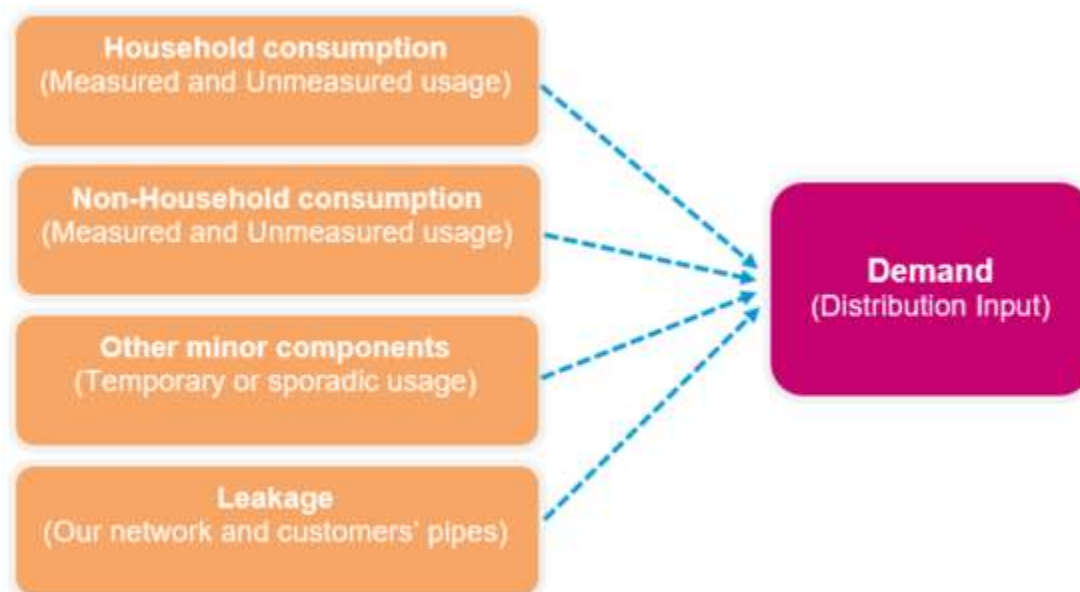 Household consumption
(Measured and Unmeasured usage)
Non-Household consumption
(Measured and Unmeasured usage)
Other minor components
(Temporary or sporadic usage)
Leakage
(Our network and customers' pipes)
Demand
(Distribution Input)